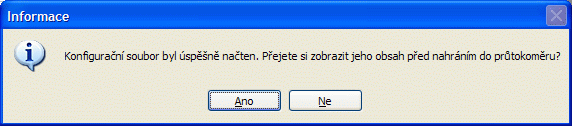 Informace
Konfigurační soubor byl úspěšně načten. Přejete si zobrazit jeho obsah před nahráním do průtokoměru?
Ano Ne